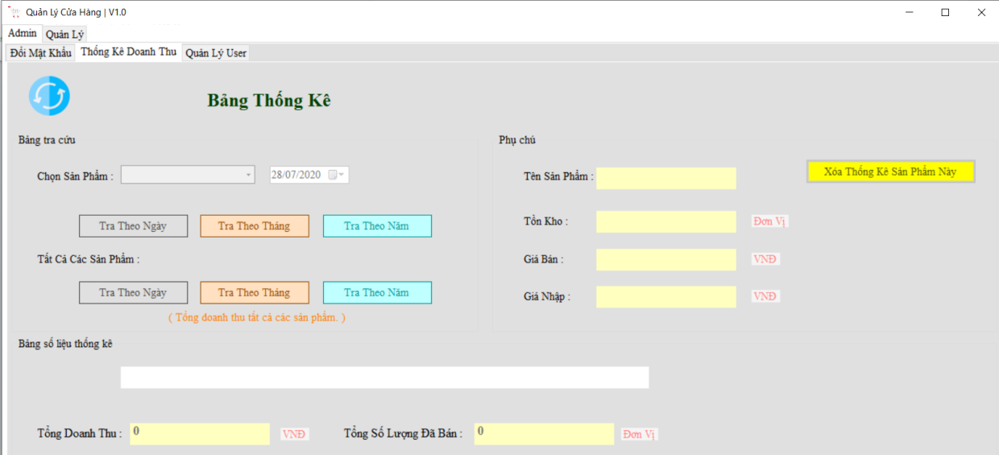 Quản Lý Cửa Hàng | V1.0
Admin Quản Lý
Đổi Mật Khẩu Thống Kê Doanh Thu Quản Lý User
Bảng Thống Kê
Bảng tra cứu
Chọn Sản Phẩm : 28/07/2020
Tra Theo Ngày Tra Theo Tháng Tra Theo Năm
Tất Cả Các Sản Phẩm :
Tra Theo Ngày Tra Theo Tháng Tra Theo Năm
( Tổng doanh thu tất cả các sản phẩm. )
Phụ chú
Tên Sản Phẩm : Xóa Thống Kê Sản Phẩm Này
Tồn Kho : Đơn Vị
Giá Bán : VNĐ
Giá Nhập : VNĐ
Bảng số liệu thống kê
Tổng Doanh Thu : 0 VNĐ Tổng Số Lượng Đã Bán : 0 Đơn Vị